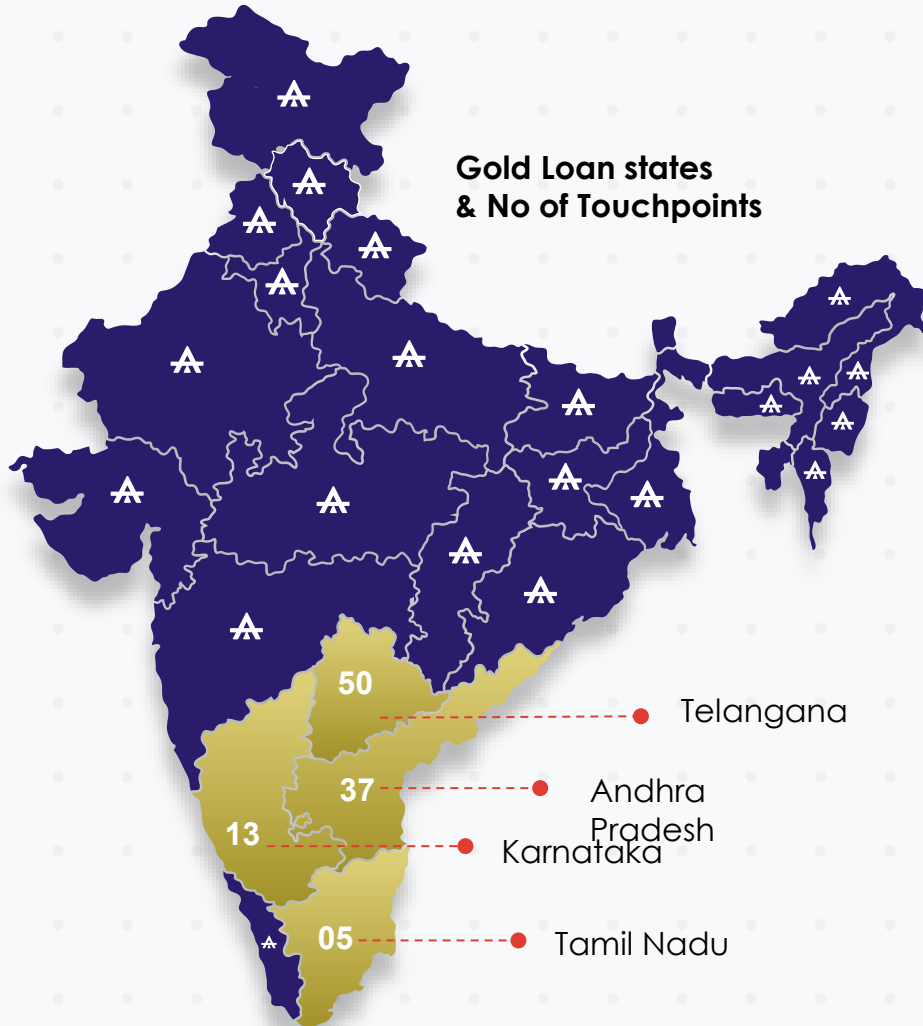 Gold Loan states
& No of Touchpoints
50
Telangana
37
Andhra
Pradesh
13
Karnataka
05
Tamil Nadu